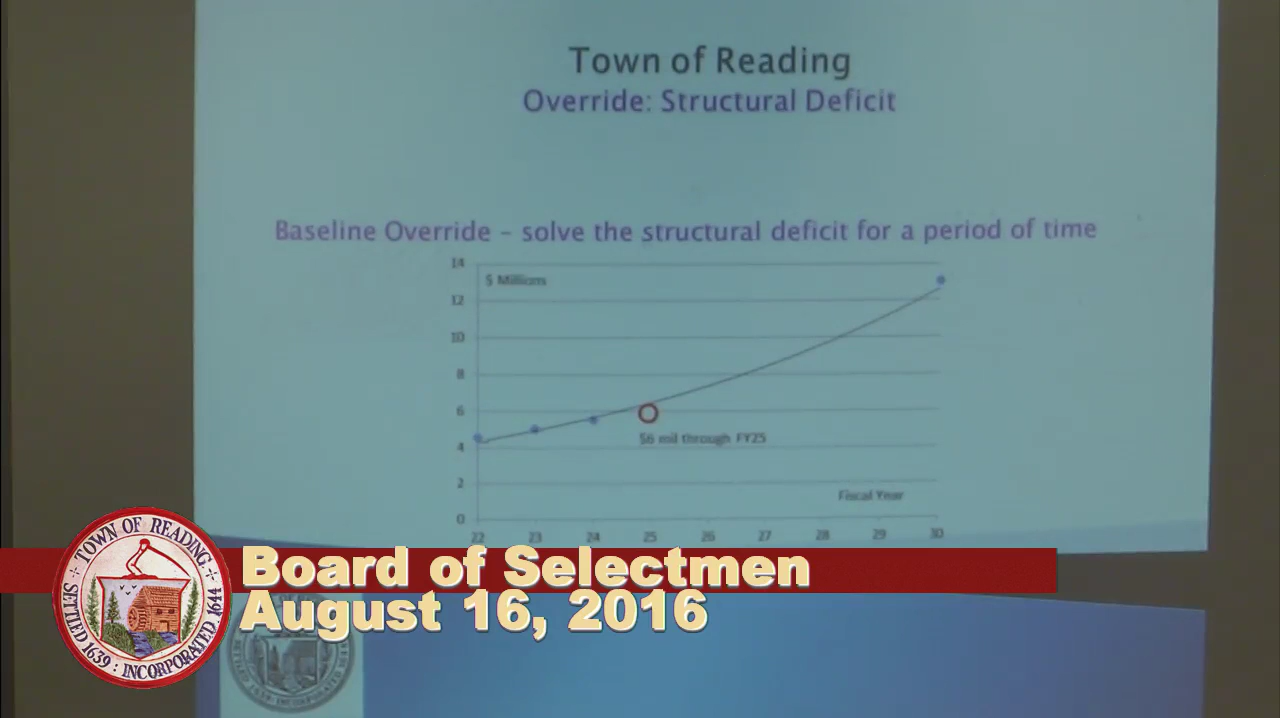 Town of Reading
Override: Structural Deficit
Baseline Override - solve the structural deficit for a period of time
14
$ Millions
12
10
8
6
$6 mil through FY25
4
2
Fiscal Year
0
22 23 24 25 26 27 28 29 30
TOWN OF READING
SETTLED 1639 : INCORPORATED 1644
Board of Selectmen
August 16, 2016